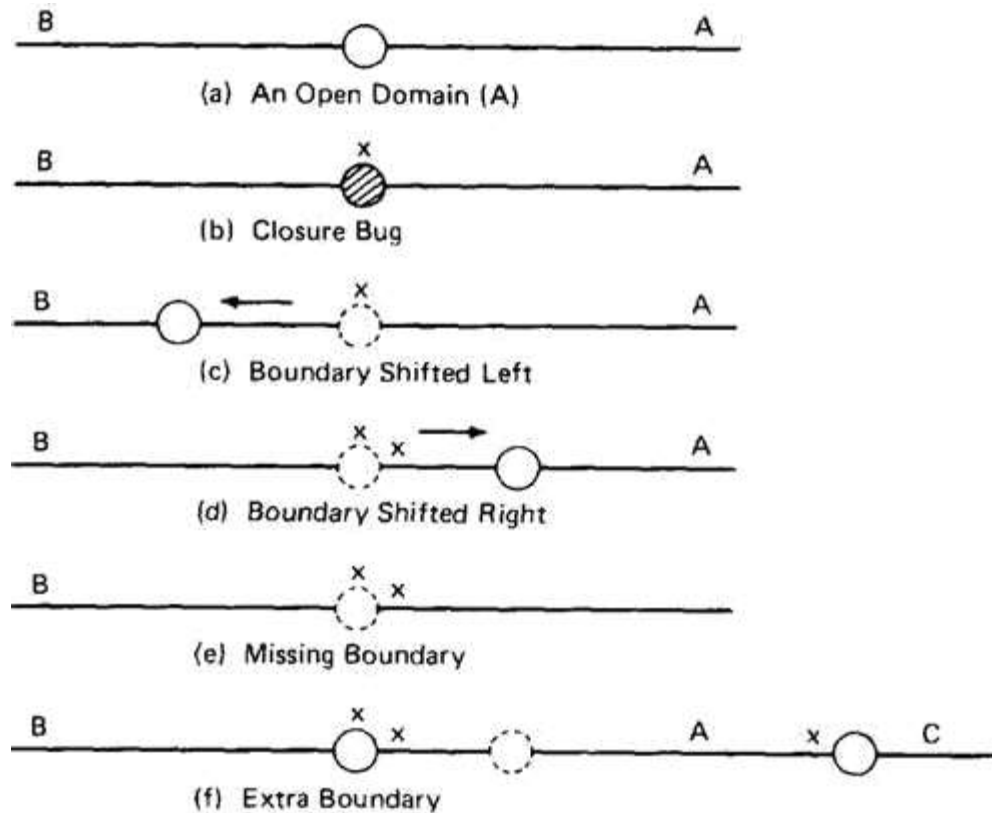 B A
(a) An Open Domain (A)
x
B A
(b) Closure Bug
x
B A
(c) Boundary Shifted Left
x
B x A
(d) Boundary Shifted Right
x
B x
(e) Missing Boundary
x
B x A x C
(f) Extra Boundary